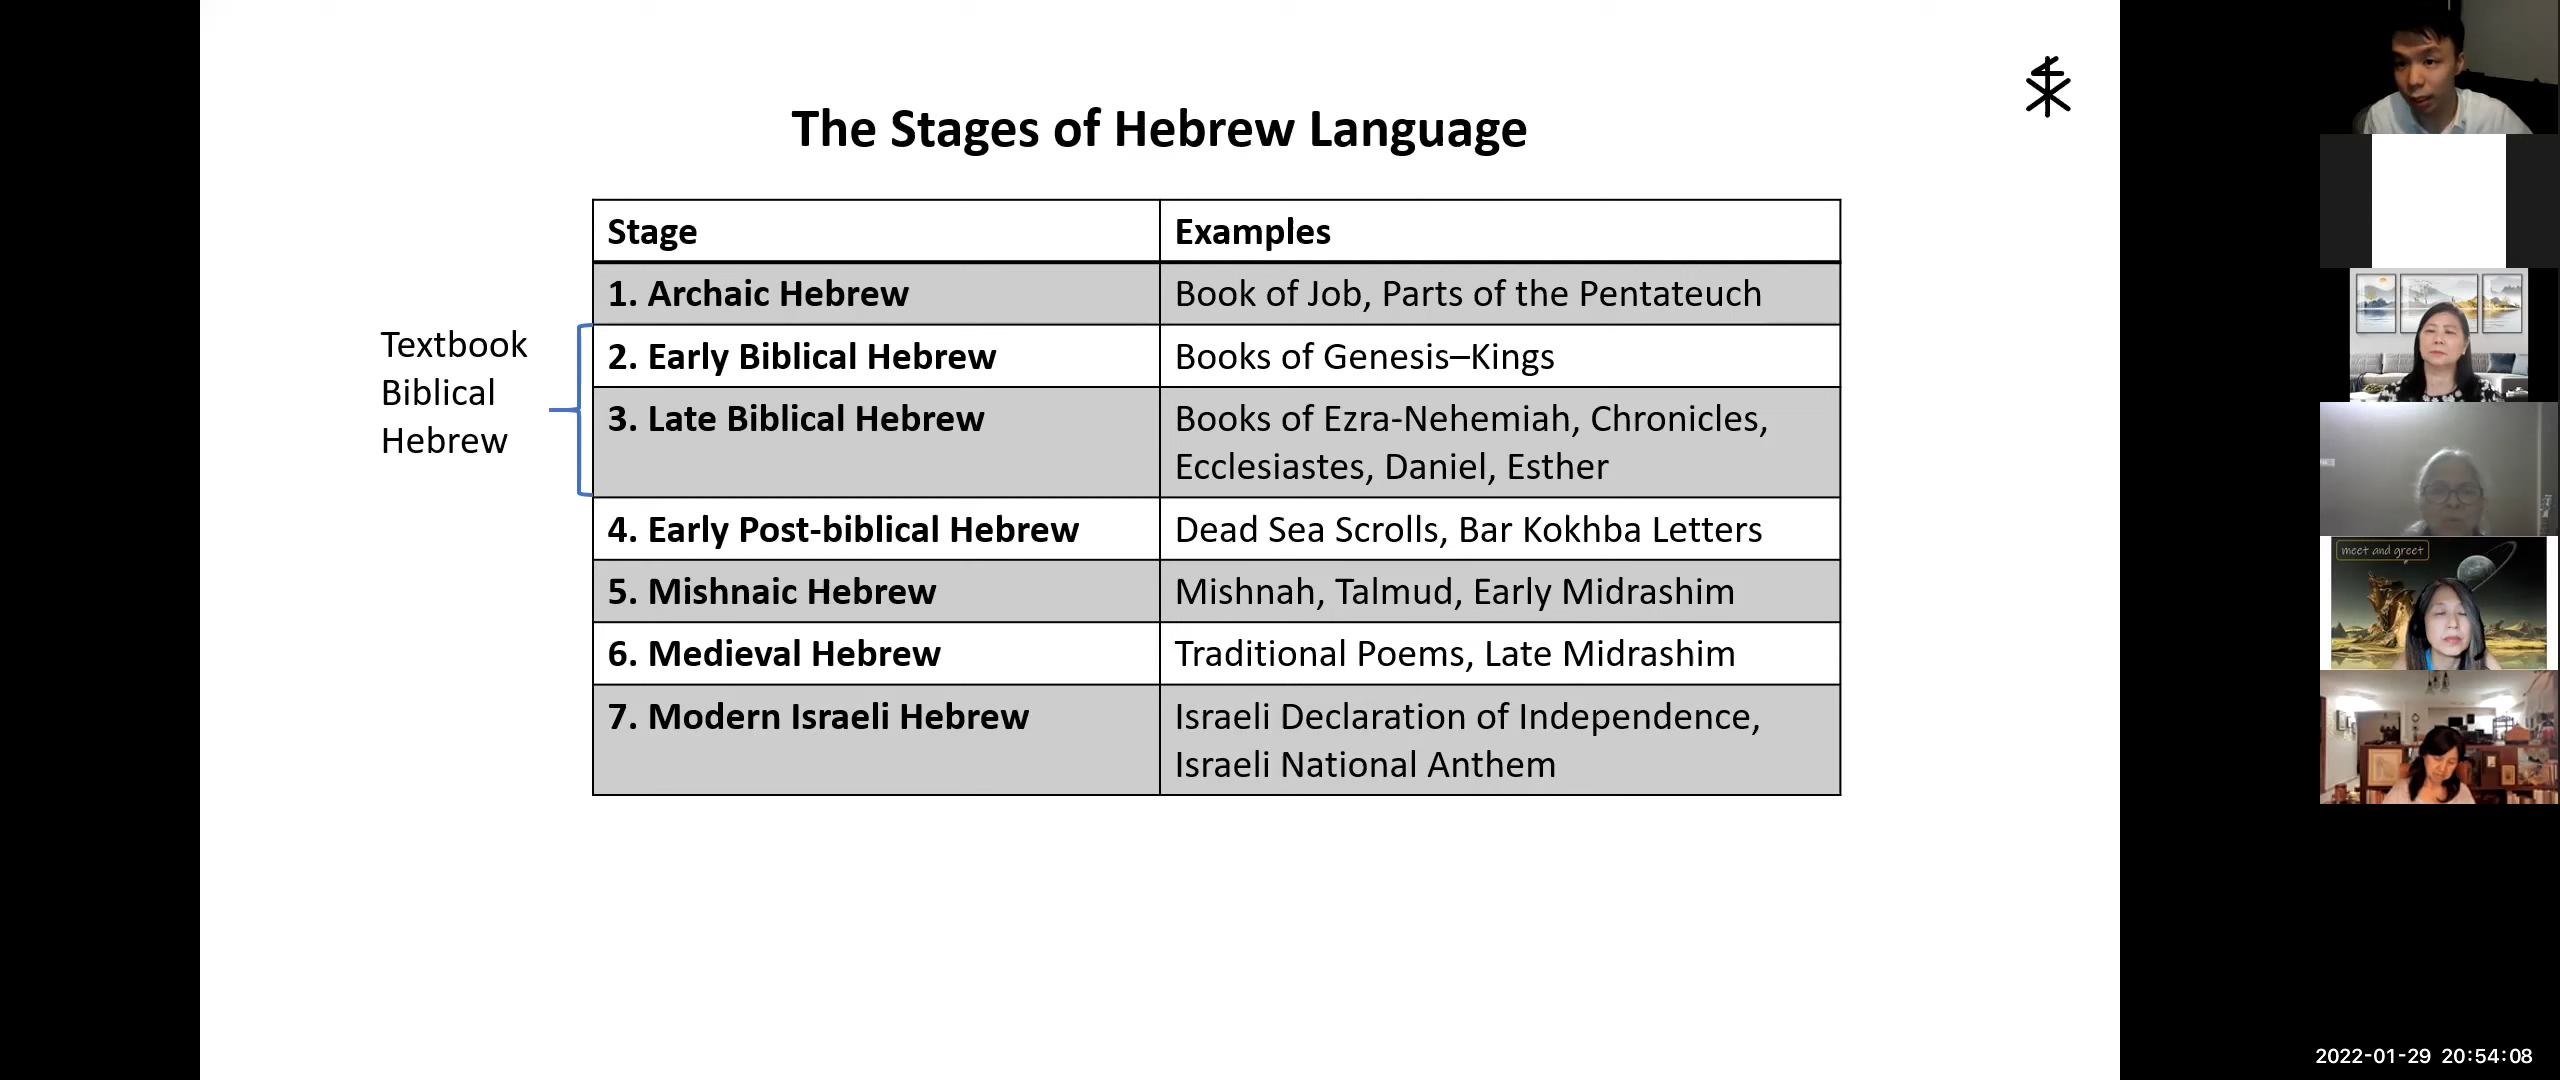 The Stages of Hebrew Language
Stage Examples
1. Archaic Hebrew Book of Job, Parts of the Pentateuch
Textbook
Biblical
Hebrew
2. Early Biblical Hebrew Books of Genesis–Kings
3. Late Biblical Hebrew Books of Ezra-Nehemiah, Chronicles,
Ecclesiastes, Daniel, Esther
4. Early Post-biblical Hebrew Dead Sea Scrolls, Bar Kokhba Letters
5. Mishnaic Hebrew Mishnah, Talmud, Early Midrashim
6. Medieval Hebrew Traditional Poems, Late Midrashim
7. Modern Israeli Hebrew Israeli Declaration of Independence,
Israeli National Anthem
meet and greet
2022-01-29 20:54:08